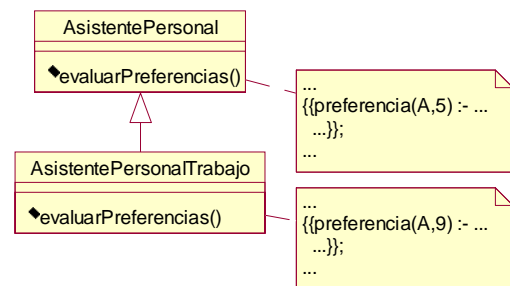 AsistentePersonal
evaluarPreferencias()
...
{{preferencia(A,5) :- ...
...}};
...
AsistentePersonalTrabajo
evaluarPreferencias()
...
{{preferencia(A,9) :- ...
...}};
...